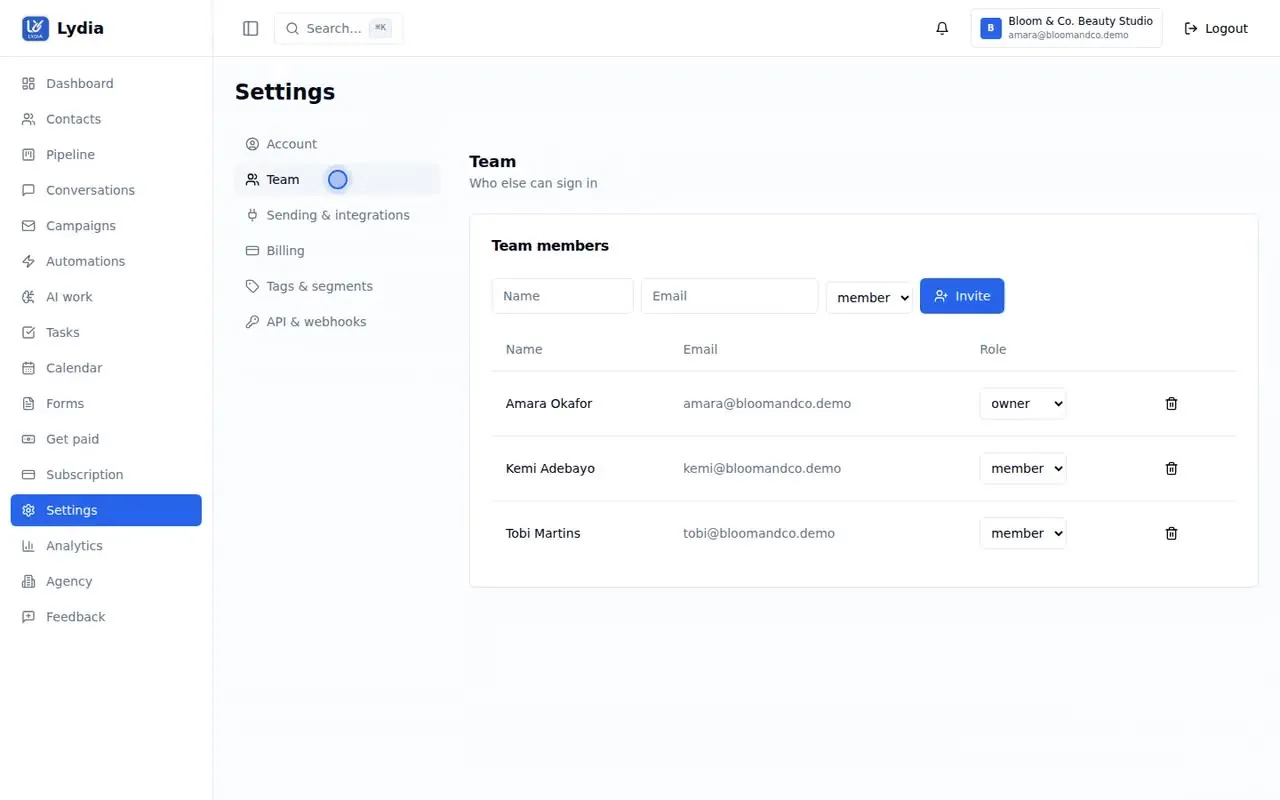 Lydia
LYDIA
Search...
⌘K
B
Bloom & Co. Beauty Studio
amara@bloomandco.demo
Logout
Dashboard
Contacts
Pipeline
Conversations
Campaigns
Automations
AI work
Tasks
Calendar
Forms
Get paid
Subscription
Settings
Analytics
Agency
Feedback
Settings
Account
Team
Sending & integrations
Billing
Tags & segments
API & webhooks
Team
Who else can sign in
Team members
Name
Email
member
Invite
Name Email Role
Amara Okafor amara@bloomandco.demo owner
Kemi Adebayo kemi@bloomandco.demo member
Tobi Martins tobi@bloomandco.demo member